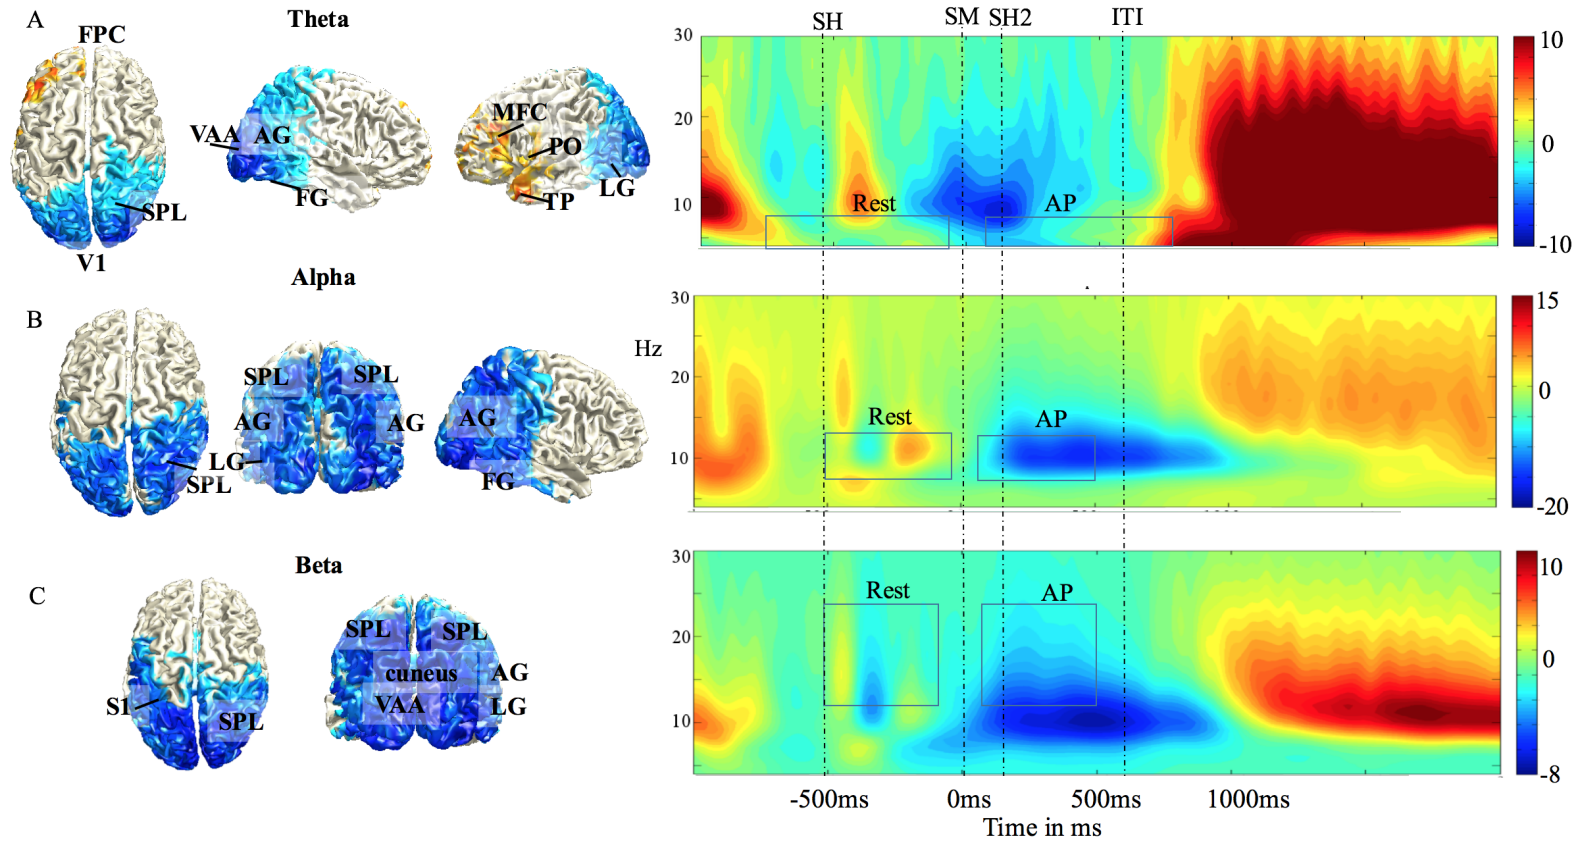 A
Theta
FPC
VAA
AG
FG
SPL
V1
MFC
PO
TP
LG
SH
SM
SH2
ITI
30
20
10
Rest
AP
10
0
-10
B
Alpha
SPL
SPL
AG
AG
LG
SPL
AG
FG
Hz
30
20
10
Rest
AP
15
0
-20
C
Beta
S1
SPL
SPL
SPL
cuneus
AG
VAA
LG
30
20
10
Rest
AP
10
0
-8
-500ms
0ms
500ms
1000ms
Time in ms